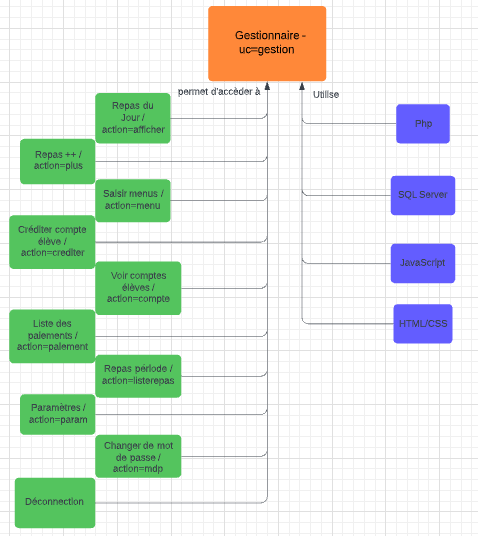 Gestionnaire -
uc=gestion
permet d'accèder à
Utilise
Repas du
Jour /
action=afficher
Php
Repas ++ /
action=plus
Saisir menus /
action=menu
SQL Server
Créditer compte
élève /
action=crediter
Voir comptes
élèves /
action=compte
JavaScript
Liste des
paiements /
action=paiement
HTML/CSS
Repas période /
action=listerepas
Paramètres /
action=param
Changer de mot
de passe /
action=mdp
Déconnection